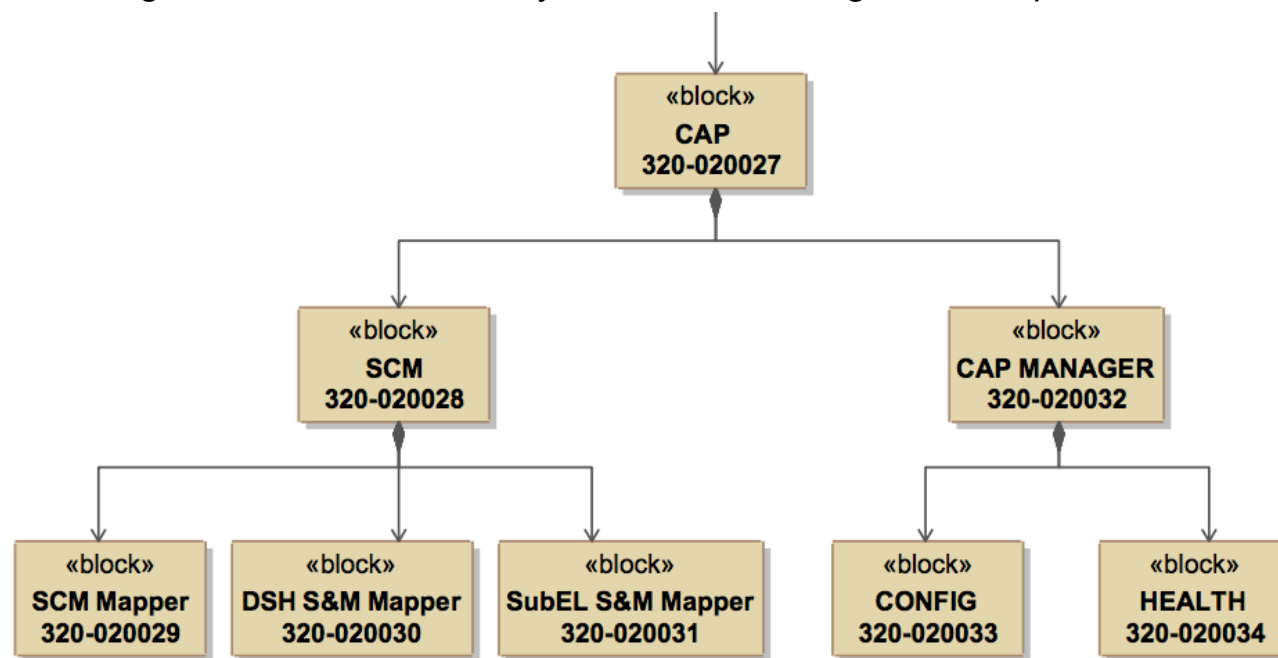 «block»
CAP
320-020027
«block»
SCM
320-020028
«block»
CAP MANAGER
320-020032
«block»
SCM Mapper
320-020029
«block»
DSH S&M Mapper
320-020030
«block»
SubEL S&M Mapper
320-020031
«block»
CONFIG
320-020033
«block»
HEALTH
320-020034